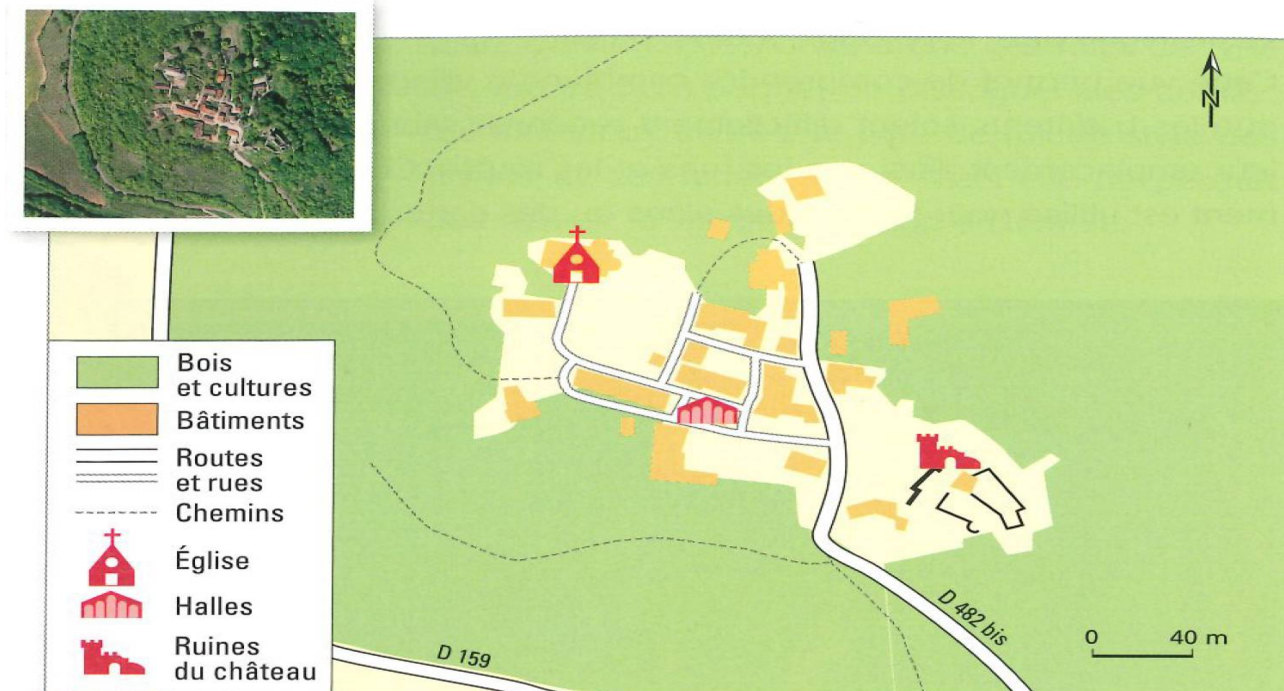 N
Bois
et cultures
Bâtiments
Routes
et rues
Chemins
Église
Halles
Ruines
du château
D 159
D 482 bis
0 40 m